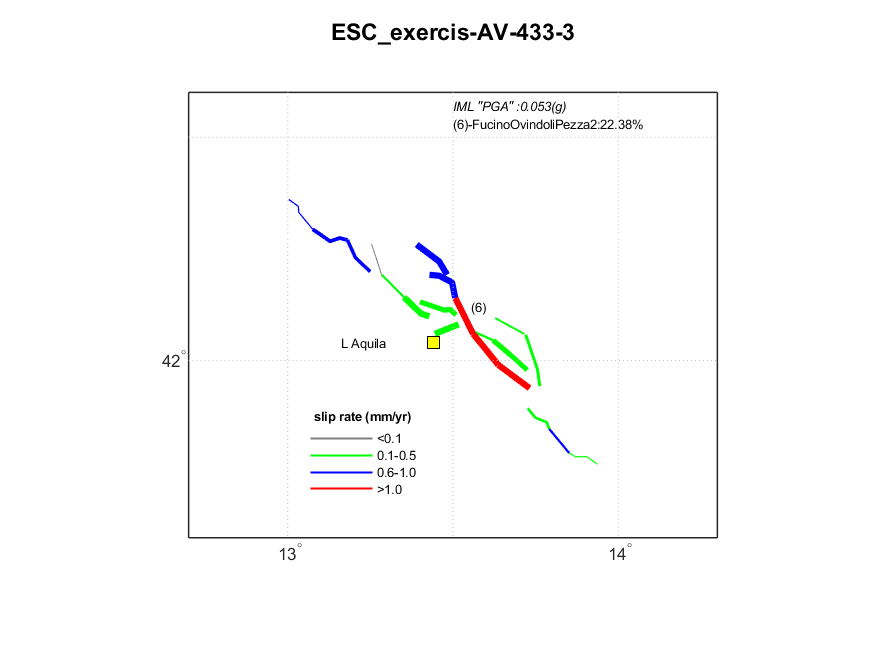 ESC_exercis-AV-433-3
IML "PGA" :0.053(g)
(6)-FucinoOvindoliPezza2:22.38%
(6)
L Aquila
42°
slip rate (mm/yr)
<0.1
0.1-0.5
0.6-1.0
>1.0
13°
14°